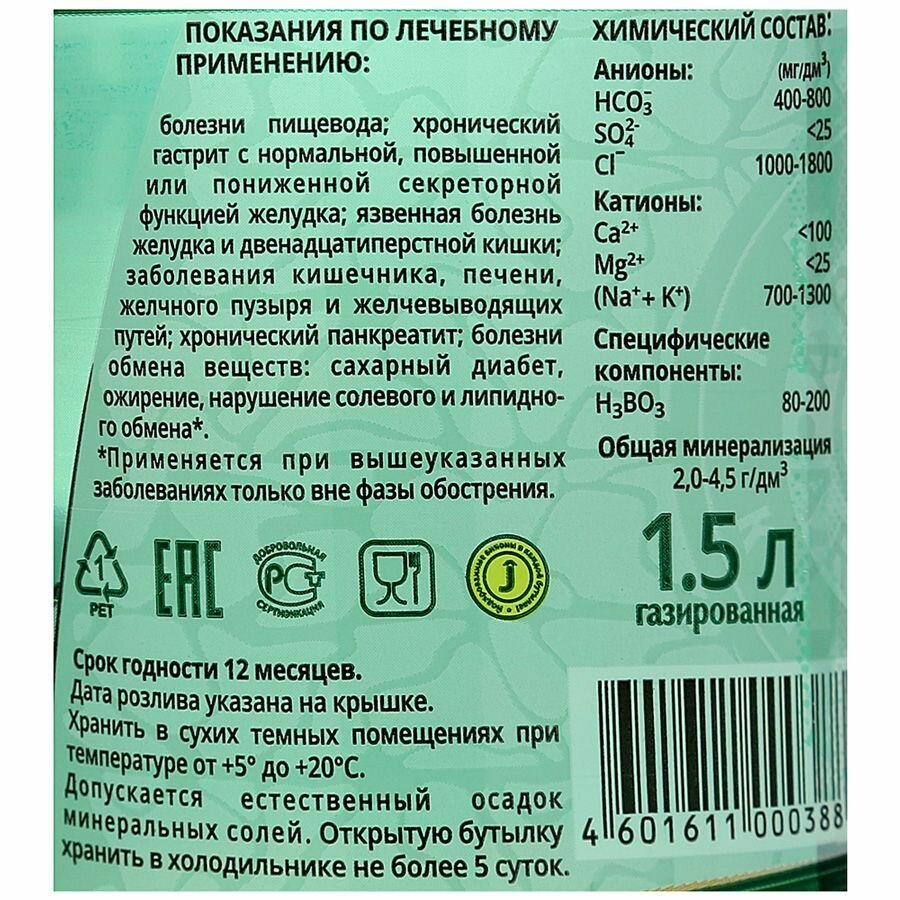 ПОКАЗАНИЯ ПО ЛЕЧЕБНОМУ
ПРИМЕНЕНИЮ:
болезни пищевода; хронический
гастрит с нормальной, повышенной
или пониженной секреторной
функцией желудка; язвенная болезнь
желудка и двенадцатиперстной кишки;
заболевания кишечника, печени,
желчного пузыря и желчевыводящих
путей; хронический панкреатит; болезни
обмена веществ: сахарный диабет,
ожирение, нарушение солевого и липидно-
го обмена*.
*Применяется при вышеуказанных
заболеваниях только вне фазы обострения.
ХИМИЧЕСКИЙ СОСТАВ:
Анионы: (мг/дм³)
HCO₃⁻ 400-800
SO₄²⁻ <25
Cl⁻ 1000-1800
Катионы:
Ca²⁺ <100
Mg²⁺ <25
(Na⁺+ K⁺) 700-1300
Специфические
компоненты:
H₃BO₃ 80-200
Общая минерализация
2,0-4,5 г/дм³
1.5 л
газированная
1
PET
EAC
ДОБРОВОЛЬНАЯ
РСТ
СЕРТИФИКАЦИЯ
J
в каждой бутылке!
Срок годности 12 месяцев.
Дата розлива указана на крышке.
Хранить в сухих темных помещениях при
температуре от +5° до +20°С.
Допускается естественный осадок
минеральных солей. Открытую бутылку
хранить в холодильнике не более 5 суток.
4 601611 000388